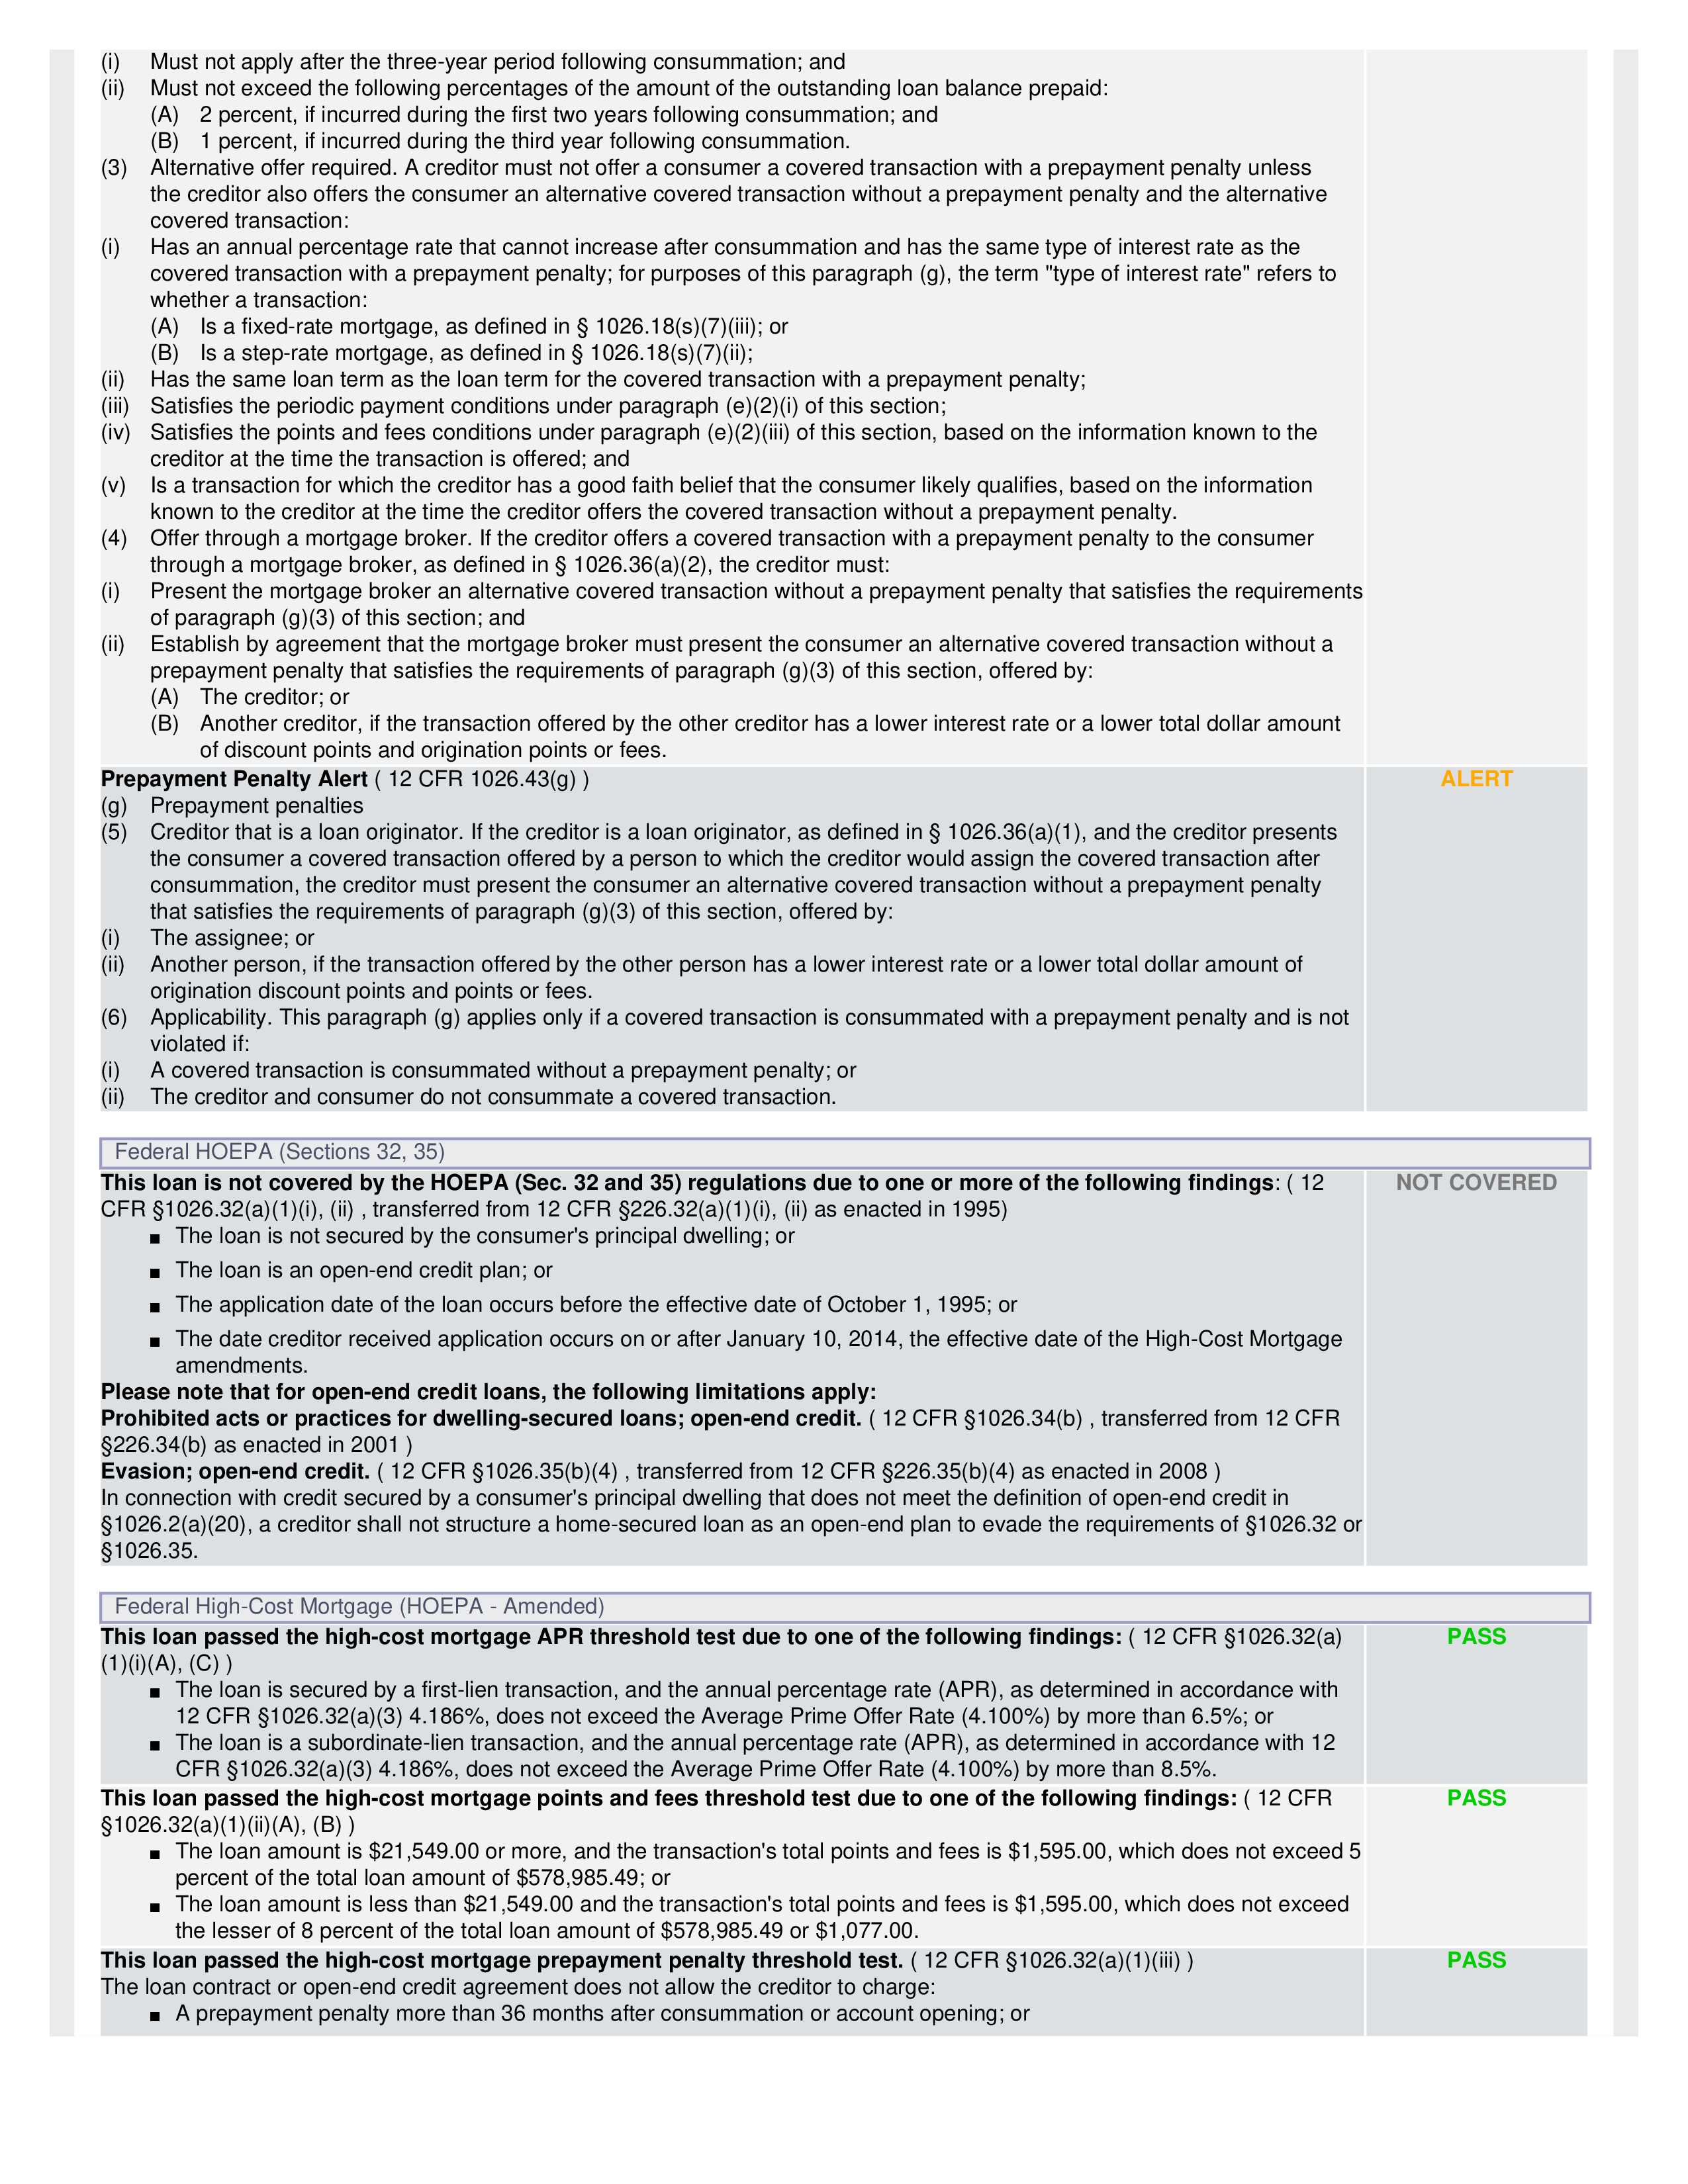 (i) Must not apply after the three-year period following consummation; and
(ii) Must not exceed the following percentages of the amount of the outstanding loan balance prepaid:
(A) 2 percent, if incurred during the first two years following consummation; and
(B) 1 percent, if incurred during the third year following consummation.
(3) Alternative offer required. A creditor must not offer a consumer a covered transaction with a prepayment penalty unless
the creditor also offers the consumer an alternative covered transaction without a prepayment penalty and the alternative
covered transaction:
(i) Has an annual percentage rate that cannot increase after consummation and has the same type of interest rate as the
covered transaction with a prepayment penalty; for purposes of this paragraph (g), the term "type of interest rate" refers to
whether a transaction:
(A) Is a fixed-rate mortgage, as defined in § 1026.18(s)(7)(iii); or
(B) Is a step-rate mortgage, as defined in § 1026.18(s)(7)(ii);
(ii) Has the same loan term as the loan term for the covered transaction with a prepayment penalty;
(iii) Satisfies the periodic payment conditions under paragraph (e)(2)(i) of this section;
(iv) Satisfies the points and fees conditions under paragraph (e)(2)(iii) of this section, based on the information known to the
creditor at the time the transaction is offered; and
(v) Is a transaction for which the creditor has a good faith belief that the consumer likely qualifies, based on the information
known to the creditor at the time the creditor offers the covered transaction without a prepayment penalty.
(4) Offer through a mortgage broker. If the creditor offers a covered transaction with a prepayment penalty to the consumer
through a mortgage broker, as defined in § 1026.36(a)(2), the creditor must:
(i) Present the mortgage broker an alternative covered transaction without a prepayment penalty that satisfies the requirements
of paragraph (g)(3) of this section; and
(ii) Establish by agreement that the mortgage broker must present the consumer an alternative covered transaction without a
prepayment penalty that satisfies the requirements of paragraph (g)(3) of this section, offered by:
(A) The creditor; or
(B) Another creditor, if the transaction offered by the other creditor has a lower interest rate or a lower total dollar amount
of discount points and origination points or fees.
Prepayment Penalty Alert ( 12 CFR 1026.43(g) ) ALERT
(g) Prepayment penalties
(5) Creditor that is a loan originator. If the creditor is a loan originator, as defined in § 1026.36(a)(1), and the creditor presents
the consumer a covered transaction offered by a person to which the creditor would assign the covered transaction after
consummation, the creditor must present the consumer an alternative covered transaction without a prepayment penalty
that satisfies the requirements of paragraph (g)(3) of this section, offered by:
(i) The assignee; or
(ii) Another person, if the transaction offered by the other person has a lower interest rate or a lower total dollar amount of
origination discount points and points or fees.
(6) Applicability. This paragraph (g) applies only if a covered transaction is consummated with a prepayment penalty and is not
violated if:
(i) A covered transaction is consummated without a prepayment penalty; or
(ii) The creditor and consumer do not consummate a covered transaction.
Federal HOEPA (Sections 32, 35)
This loan is not covered by the HOEPA (Sec. 32 and 35) regulations due to one or more of the following findings: ( 12 NOT COVERED
CFR §1026.32(a)(1)(i), (ii) , transferred from 12 CFR §226.32(a)(1)(i), (ii) as enacted in 1995)
■ The loan is not secured by the consumer's principal dwelling; or
■ The loan is an open-end credit plan; or
■ The application date of the loan occurs before the effective date of October 1, 1995; or
■ The date creditor received application occurs on or after January 10, 2014, the effective date of the High-Cost Mortgage
amendments.
Please note that for open-end credit loans, the following limitations apply:
Prohibited acts or practices for dwelling-secured loans; open-end credit. ( 12 CFR §1026.34(b) , transferred from 12 CFR
§226.34(b) as enacted in 2001 )
Evasion; open-end credit. ( 12 CFR §1026.35(b)(4) , transferred from 12 CFR §226.35(b)(4) as enacted in 2008 )
In connection with credit secured by a consumer's principal dwelling that does not meet the definition of open-end credit in
§1026.2(a)(20), a creditor shall not structure a home-secured loan as an open-end plan to evade the requirements of §1026.32 or
§1026.35.
Federal High-Cost Mortgage (HOEPA - Amended)
This loan passed the high-cost mortgage APR threshold test due to one of the following findings: ( 12 CFR §1026.32(a) PASS
(1)(i)(A), (C) )
■ The loan is secured by a first-lien transaction, and the annual percentage rate (APR), as determined in accordance with
12 CFR §1026.32(a)(3) 4.186%, does not exceed the Average Prime Offer Rate (4.100%) by more than 6.5%; or
■ The loan is a subordinate-lien transaction, and the annual percentage rate (APR), as determined in accordance with 12
CFR §1026.32(a)(3) 4.186%, does not exceed the Average Prime Offer Rate (4.100%) by more than 8.5%.
This loan passed the high-cost mortgage points and fees threshold test due to one of the following findings: ( 12 CFR PASS
§1026.32(a)(1)(ii)(A), (B) )
■ The loan amount is $21,549.00 or more, and the transaction's total points and fees is $1,595.00, which does not exceed 5
percent of the total loan amount of $578,985.49; or
■ The loan amount is less than $21,549.00 and the transaction's total points and fees is $1,595.00, which does not exceed
the lesser of 8 percent of the total loan amount of $578,985.49 or $1,077.00.
This loan passed the high-cost mortgage prepayment penalty threshold test. ( 12 CFR §1026.32(a)(1)(iii) ) PASS
The loan contract or open-end credit agreement does not allow the creditor to charge:
■ A prepayment penalty more than 36 months after consummation or account opening; or